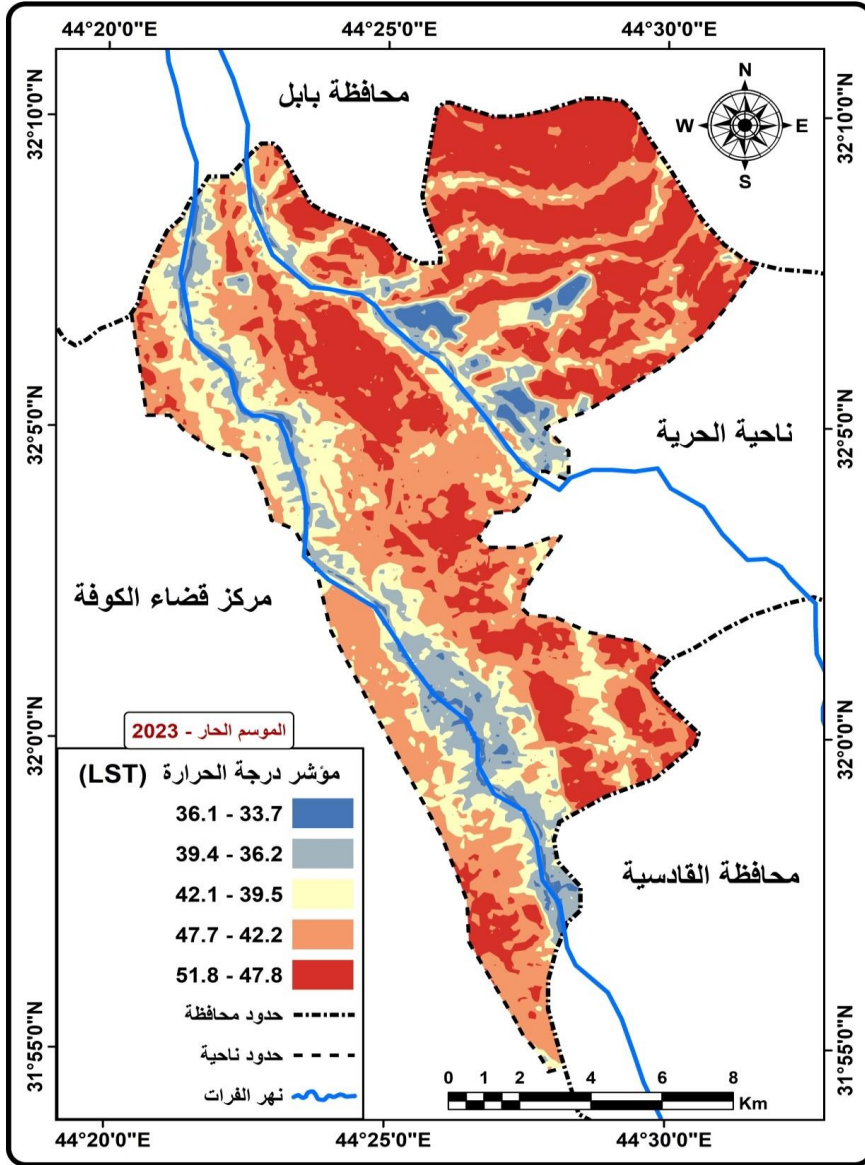 44°20'0"E 44°25'0"E 44°30'0"E
محافظة بابل
N
W E
S
32°10'0"N 32°10'0"N
32°5'0"N 32°5'0"N
ناحية الحرية
مركز قضاء الكوفة
32°0'0"N 32°0'0"N
محافظة القادسية
الموسم الحار - 2023
مؤشر درجة الحرارة (LST)
36.1 - 33.7
39.4 - 36.2
42.1 - 39.5
47.7 - 42.2
51.8 - 47.8
حدود محافظة
حدود ناحية
نهر الفرات
31°55'0"N 31°55'0"N
0 1 2 4 6 8
Km
44°20'0"E 44°25'0"E 44°30'0"E